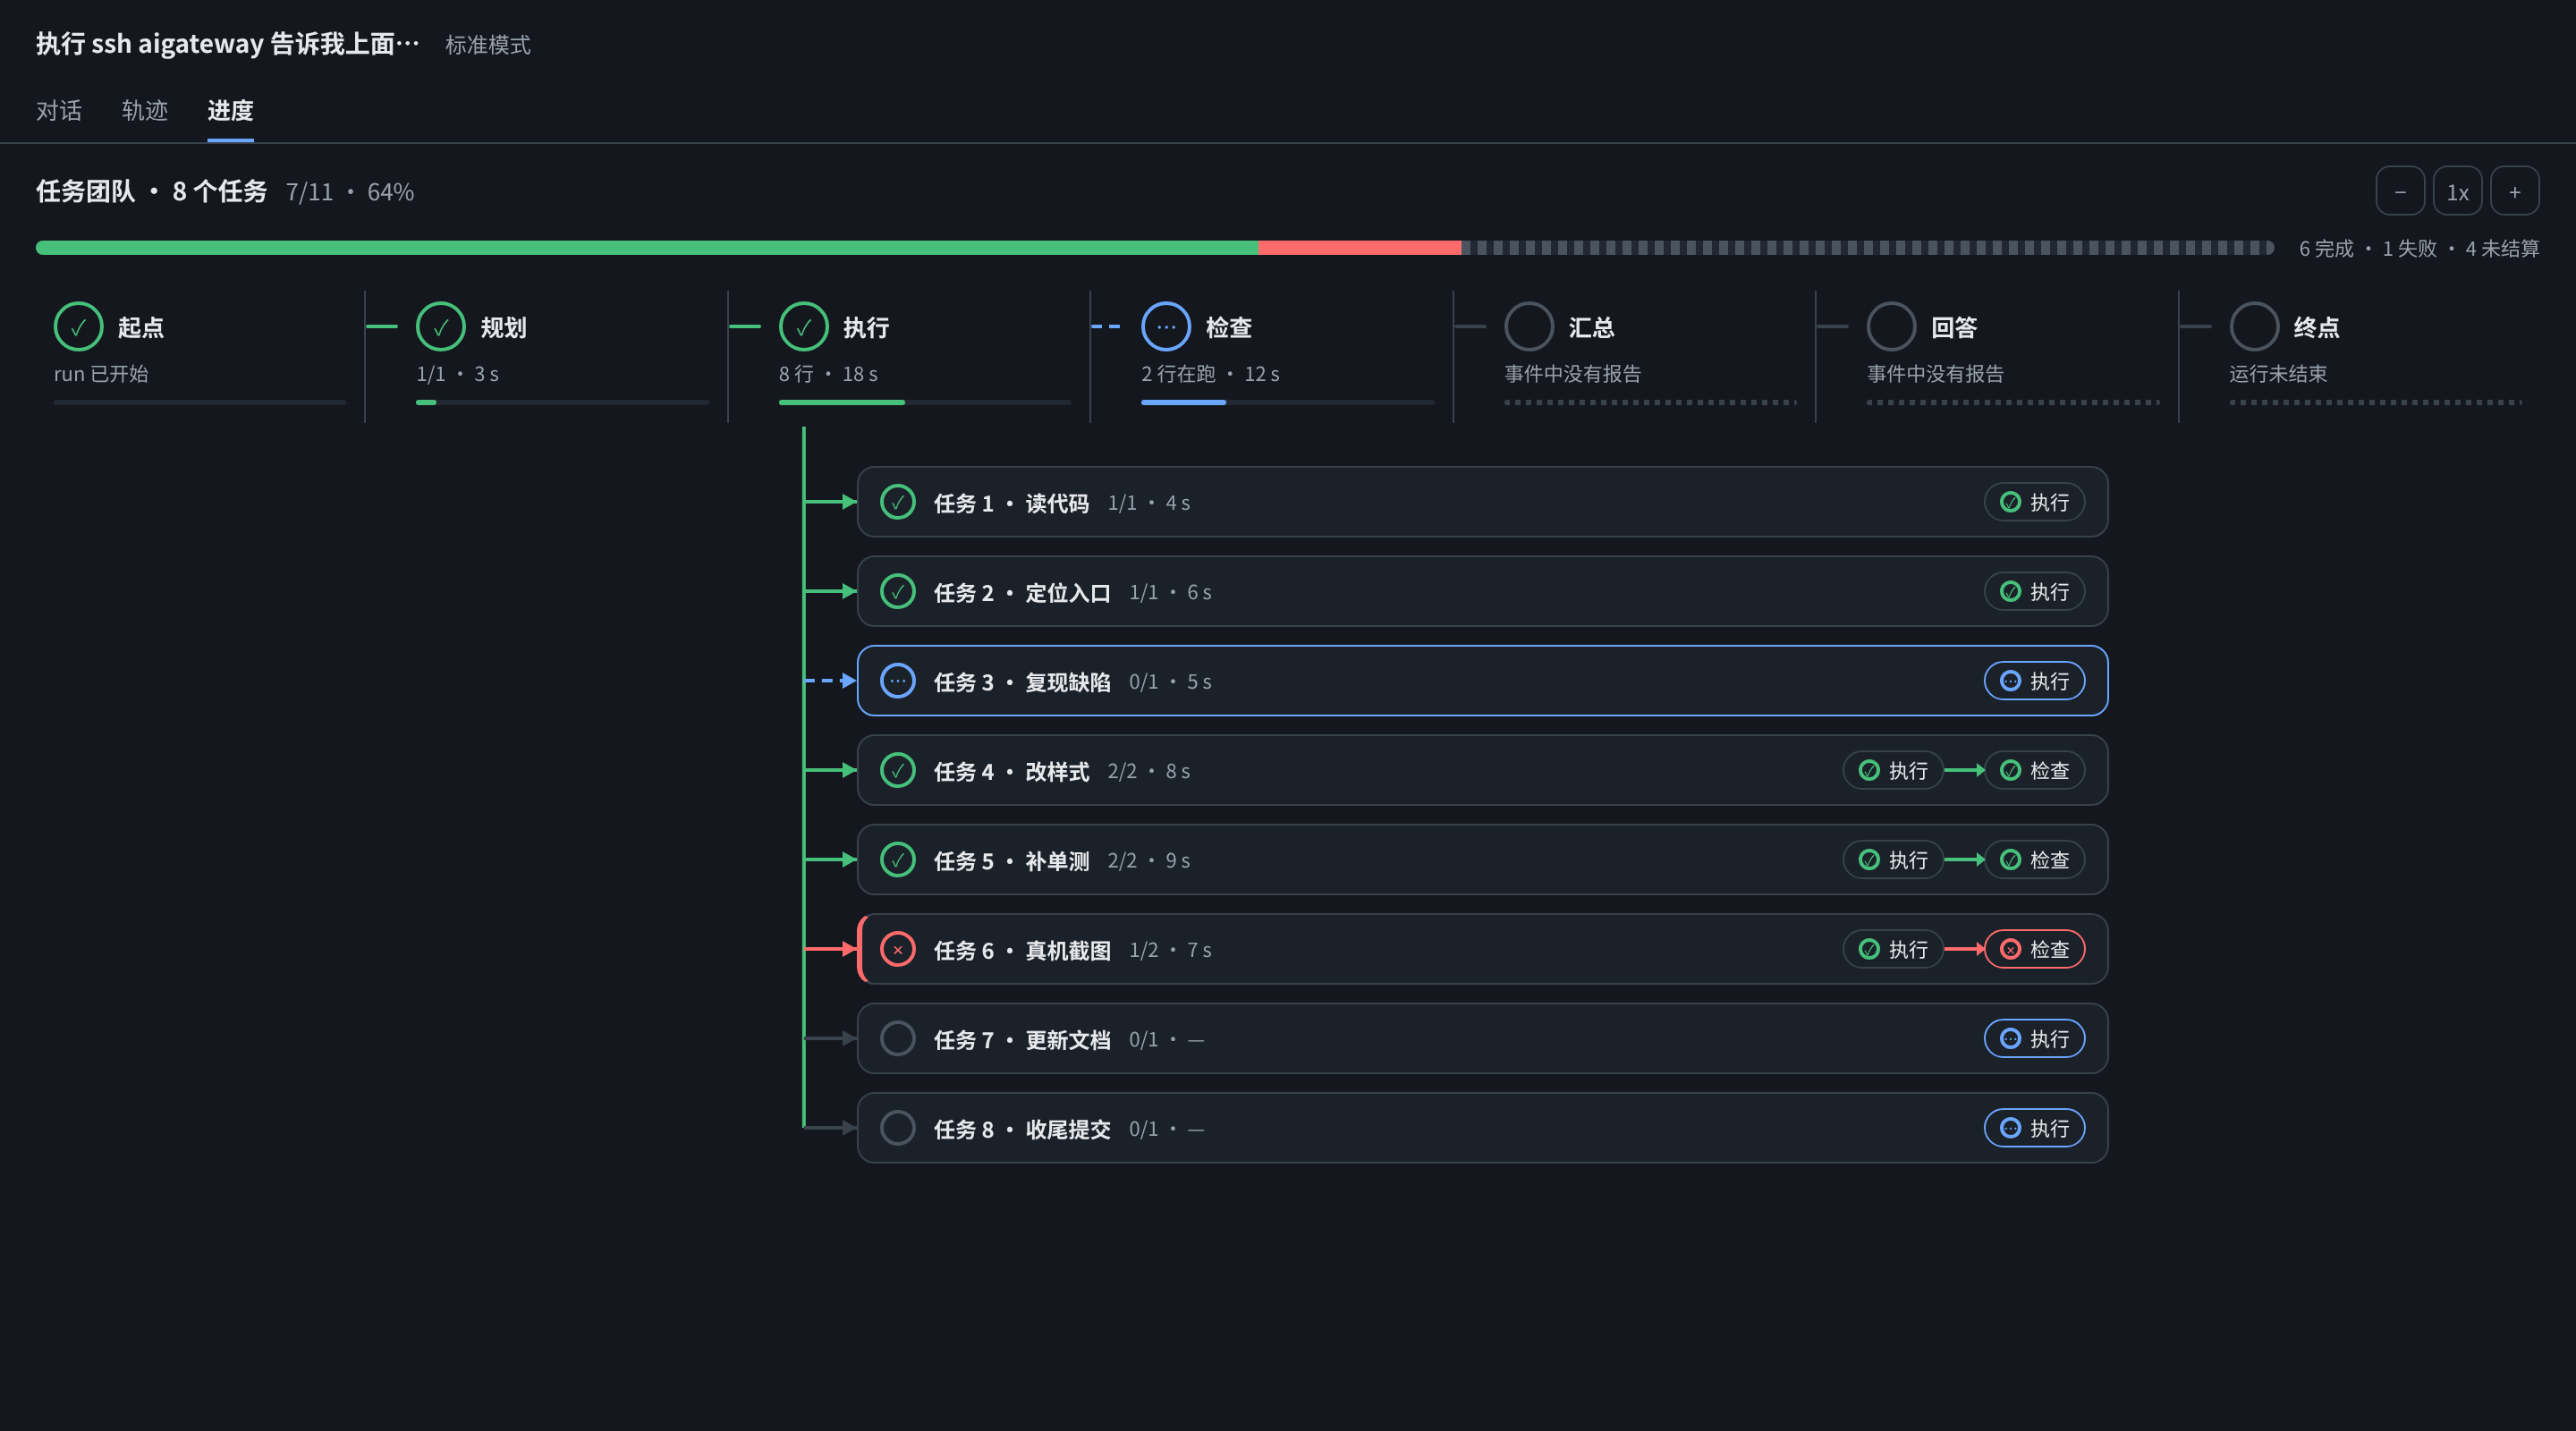 执行 ssh aigateway 告诉我上面… 标准模式
对话 轨迹 进度
任务团队 · 8 个任务 7/11 · 64% − 1x +
6 完成 · 1 失败 · 4 未结算
起点 规划 执行 检查 汇总 回答 终点
run 已开始 1/1 · 3 s 8 行 · 18 s 2 行在跑 · 12 s 事件中没有报告 事件中没有报告 运行未结束
任务 1 · 读代码 1/1 · 4 s 执行
任务 2 · 定位入口 1/1 · 6 s 执行
任务 3 · 复现缺陷 0/1 · 5 s 执行
任务 4 · 改样式 2/2 · 8 s 执行 检查
任务 5 · 补单测 2/2 · 9 s 执行 检查
任务 6 · 真机截图 1/2 · 7 s 执行 检查
任务 7 · 更新文档 0/1 · — 执行
任务 8 · 收尾提交 0/1 · — 执行